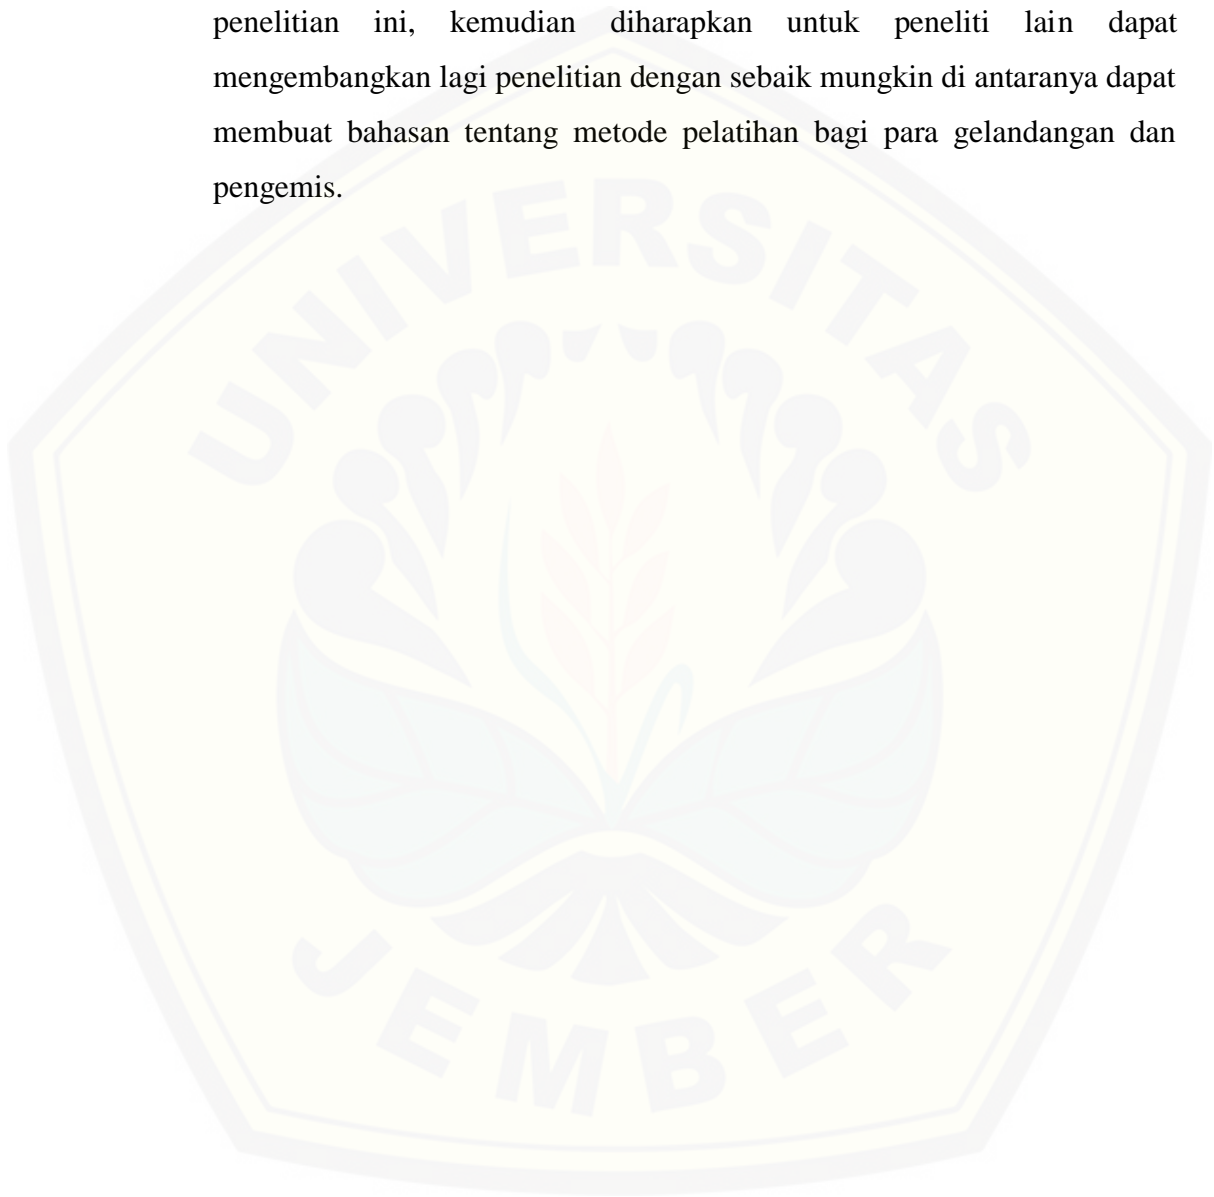 penelitian ini, kemudian diharapkan untuk peneliti lain dapat
mengembangkan lagi penelitian dengan sebaik mungkin di antaranya dapat
membuat bahasan tentang metode pelatihan bagi para gelandangan dan
pengemis.
UNIVERSITAS
JEMBER